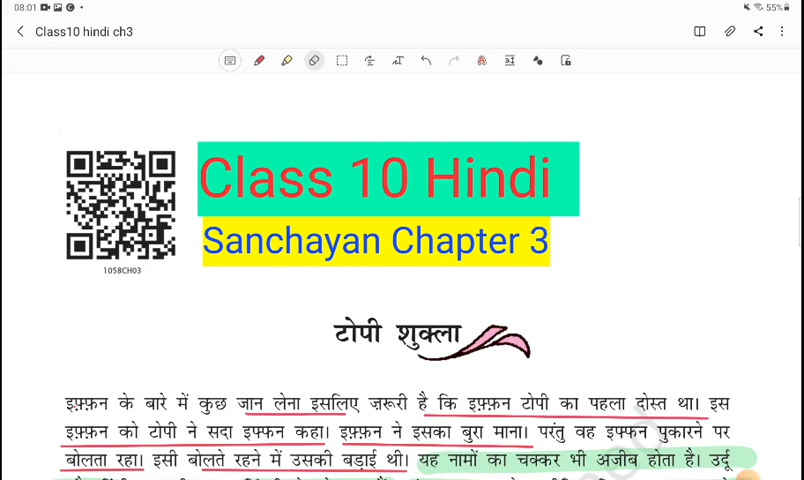 08:01
55%
Class10 hindi ch3
Class 10 Hindi
Sanchayan Chapter 3
1058CH03
टोपी शुक्ला
इफ़्फ़न के बारे में कुछ जान लेना इसलिए ज़रूरी है कि इफ़्फ़न टोपी का पहला दोस्त था। इस
इफ़्फ़न को टोपी ने सदा इफ्फन कहा। इफ़्फ़न ने इसका बुरा माना। परंतु वह इफ्फन पुकारने पर
बोलता रहा। इसी बोलते रहने में उसकी बड़ाई थी। यह नामों का चक्कर भी अजीब होता है। उर्दू